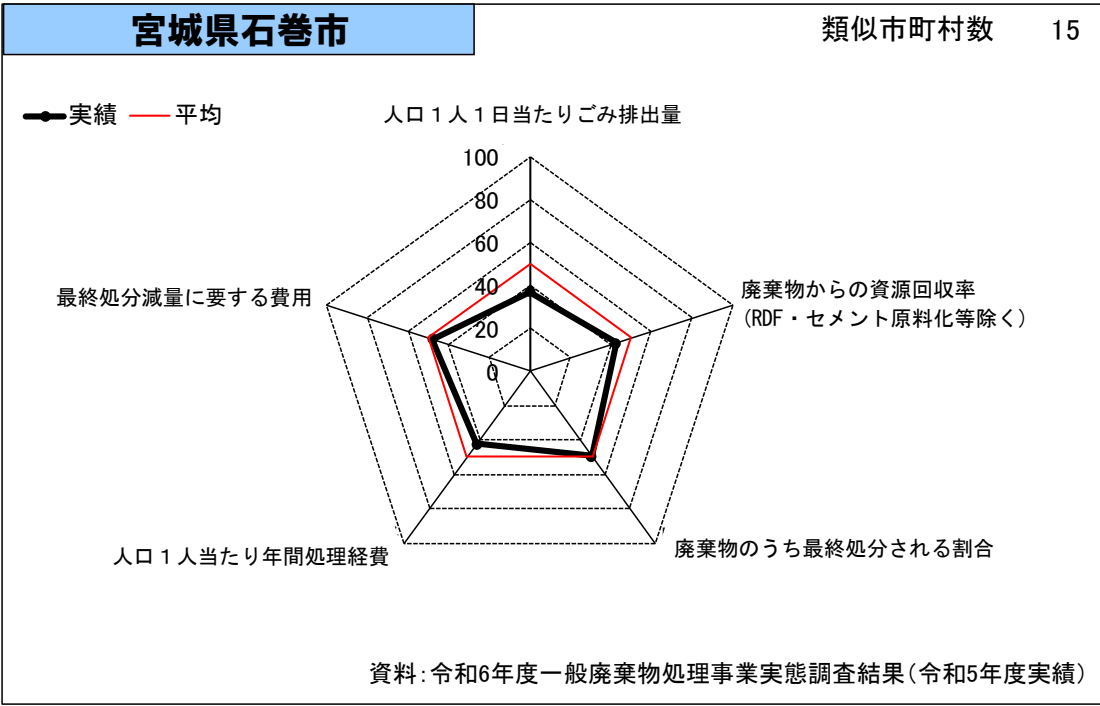 宮城県石巻市
類似市町村数 15
実績 平均
人口1人1日当たりごみ排出量
100
80
60
40
20
0
廃棄物からの資源回収率
(RDF・セメント原料化等除く)
最終処分減量に要する費用
人口1人当たり年間処理経費
廃棄物のうち最終処分される割合
資料:令和6年度一般廃棄物処理事業実態調査結果(令和5年度実績)